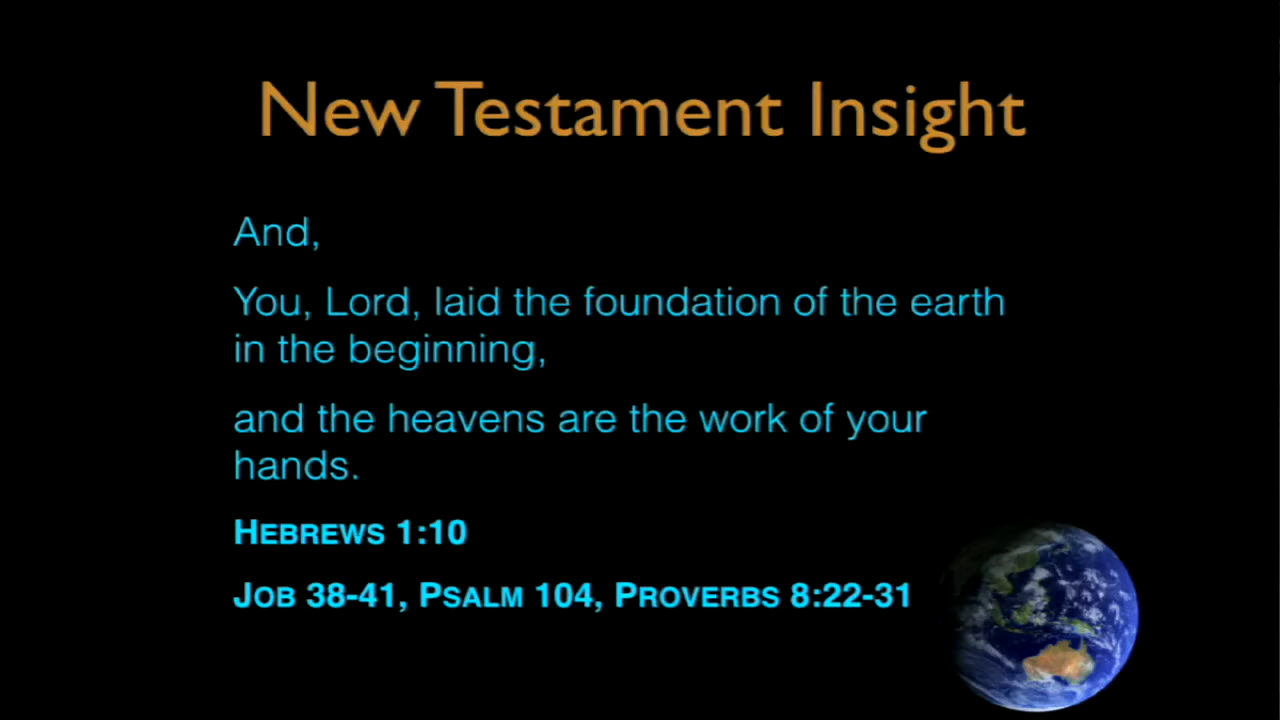 New Testament Insight
And,
You, Lord, laid the foundation of the earth
in the beginning,
and the heavens are the work of your
hands.
HEBREWS 1:10
JOB 38-41, PSALM 104, PROVERBS 8:22-31